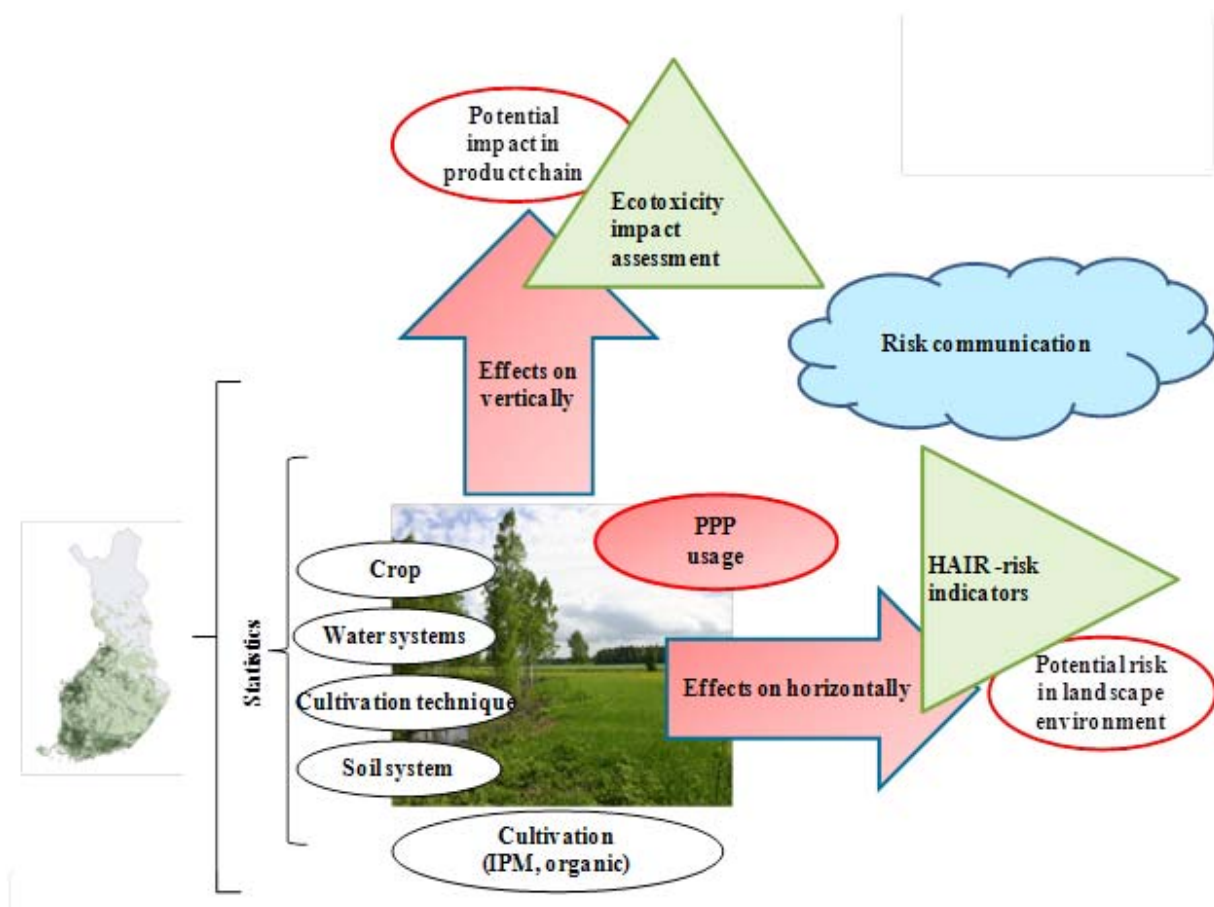 Potential
impact in
product chain
Ecotoxicity
impact
assessment
Risk communication
Effects on
vertically
PPP
usage
HAIR -risk
indicators
Crop
Water systems
Statistics
Cultivation technique
Effects on horizontally
Potential risk
in landscape
environment
Soil system
Cultivation
(IPM, organic)